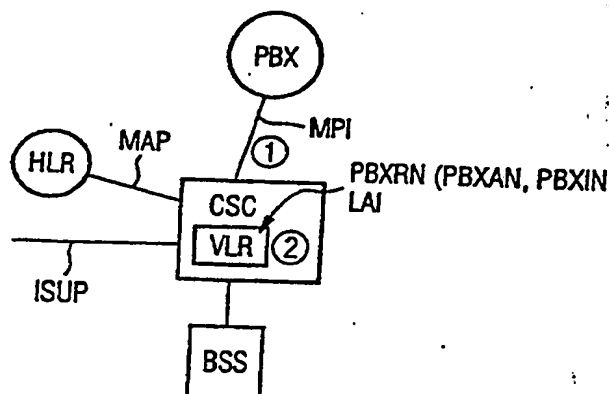 PBX
MPI
MAP
①
HLR
PBXRN (PBXAN, PBXIN
LAI
CSC
VLR
②
ISUP
BSS